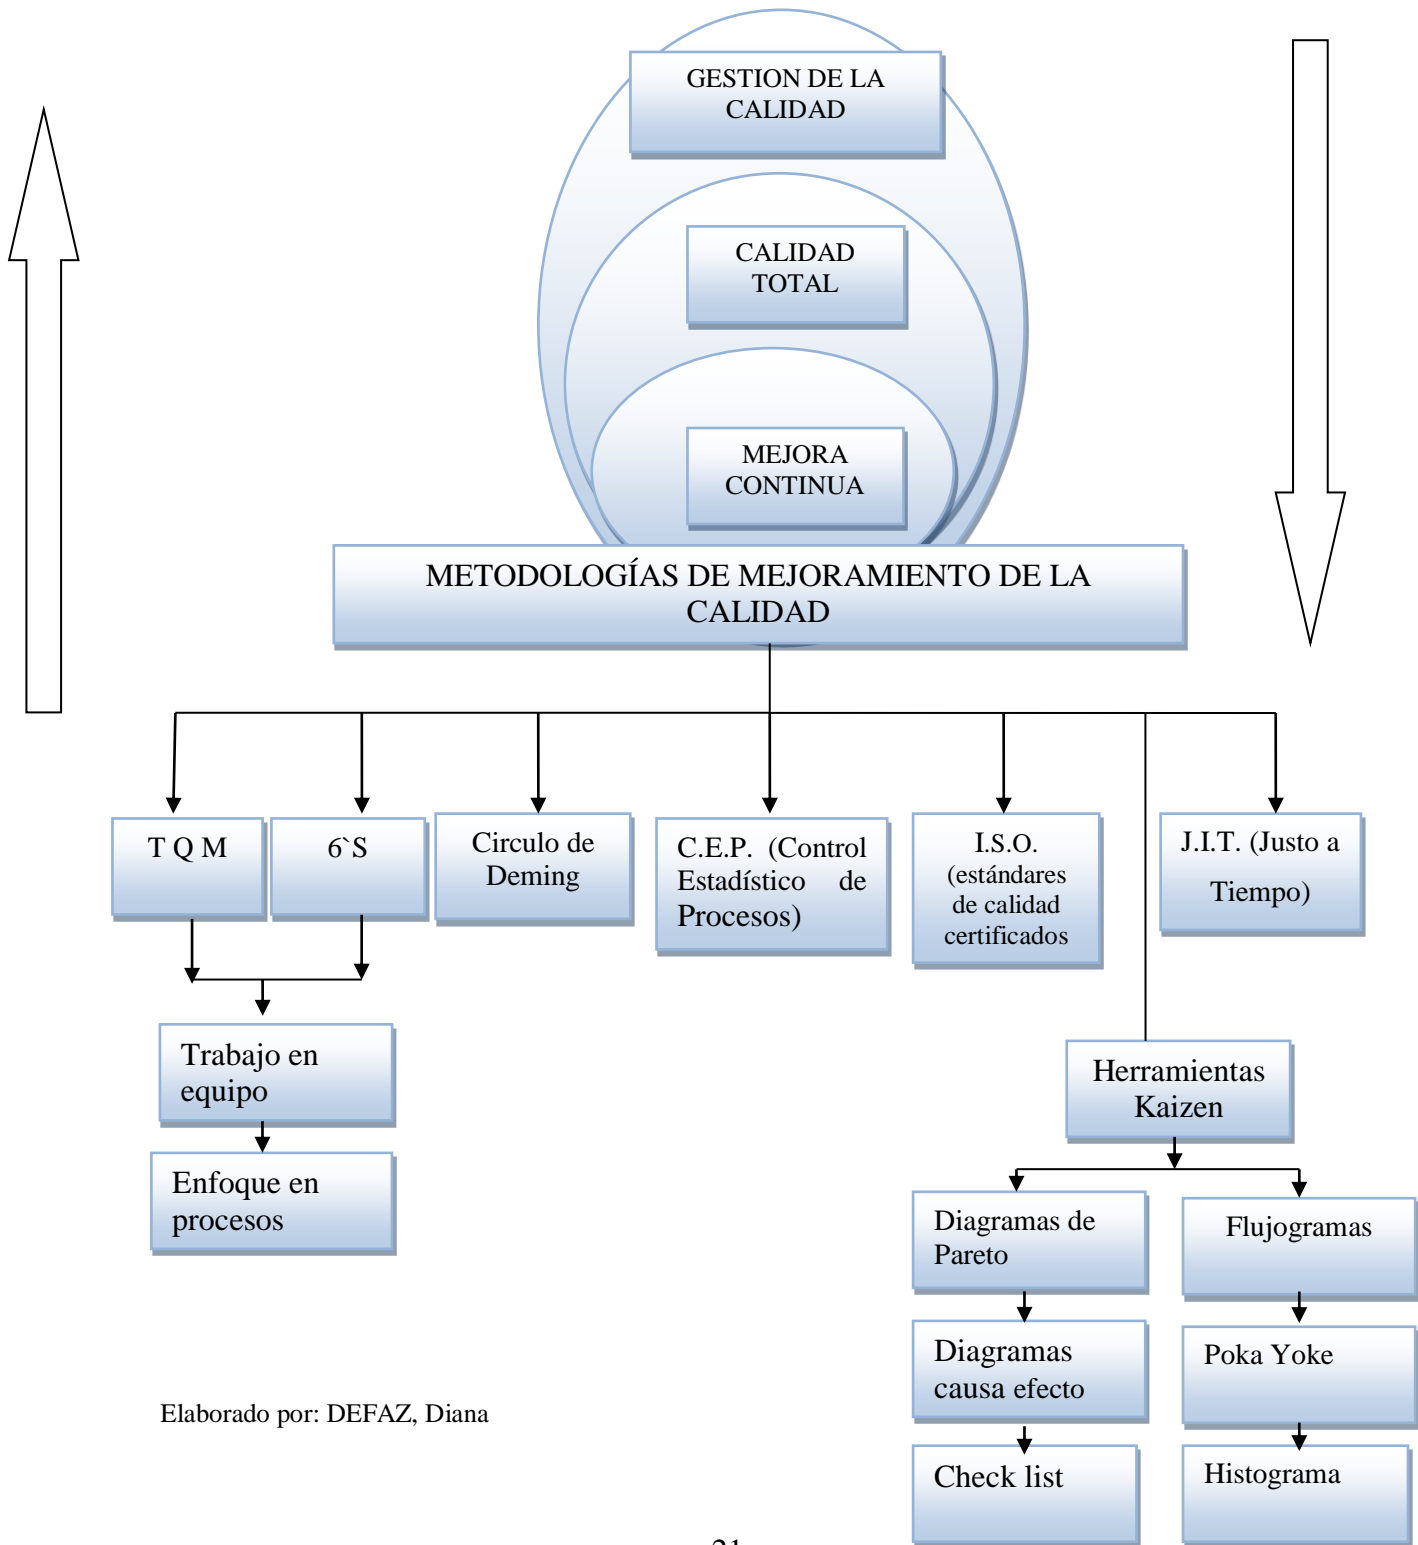 GESTION DE LA
CALIDAD
CALIDAD
TOTAL
MEJORA
CONTINUA
METODOLOGÍAS DE MEJORAMIENTO DE LA
CALIDAD
T Q M
6`S
Circulo de
Deming
C.E.P. (Control
Estadístico de
Procesos)
I.S.O.
(estándares
de calidad
certificados
J.I.T. (Justo a
Tiempo)
Trabajo en
equipo
Enfoque en
procesos
Herramientas
Kaizen
Diagramas de
Pareto
Flujogramas
Diagramas
causa efecto
Poka Yoke
Check list
Histograma
Elaborado por: DEFAZ, Diana